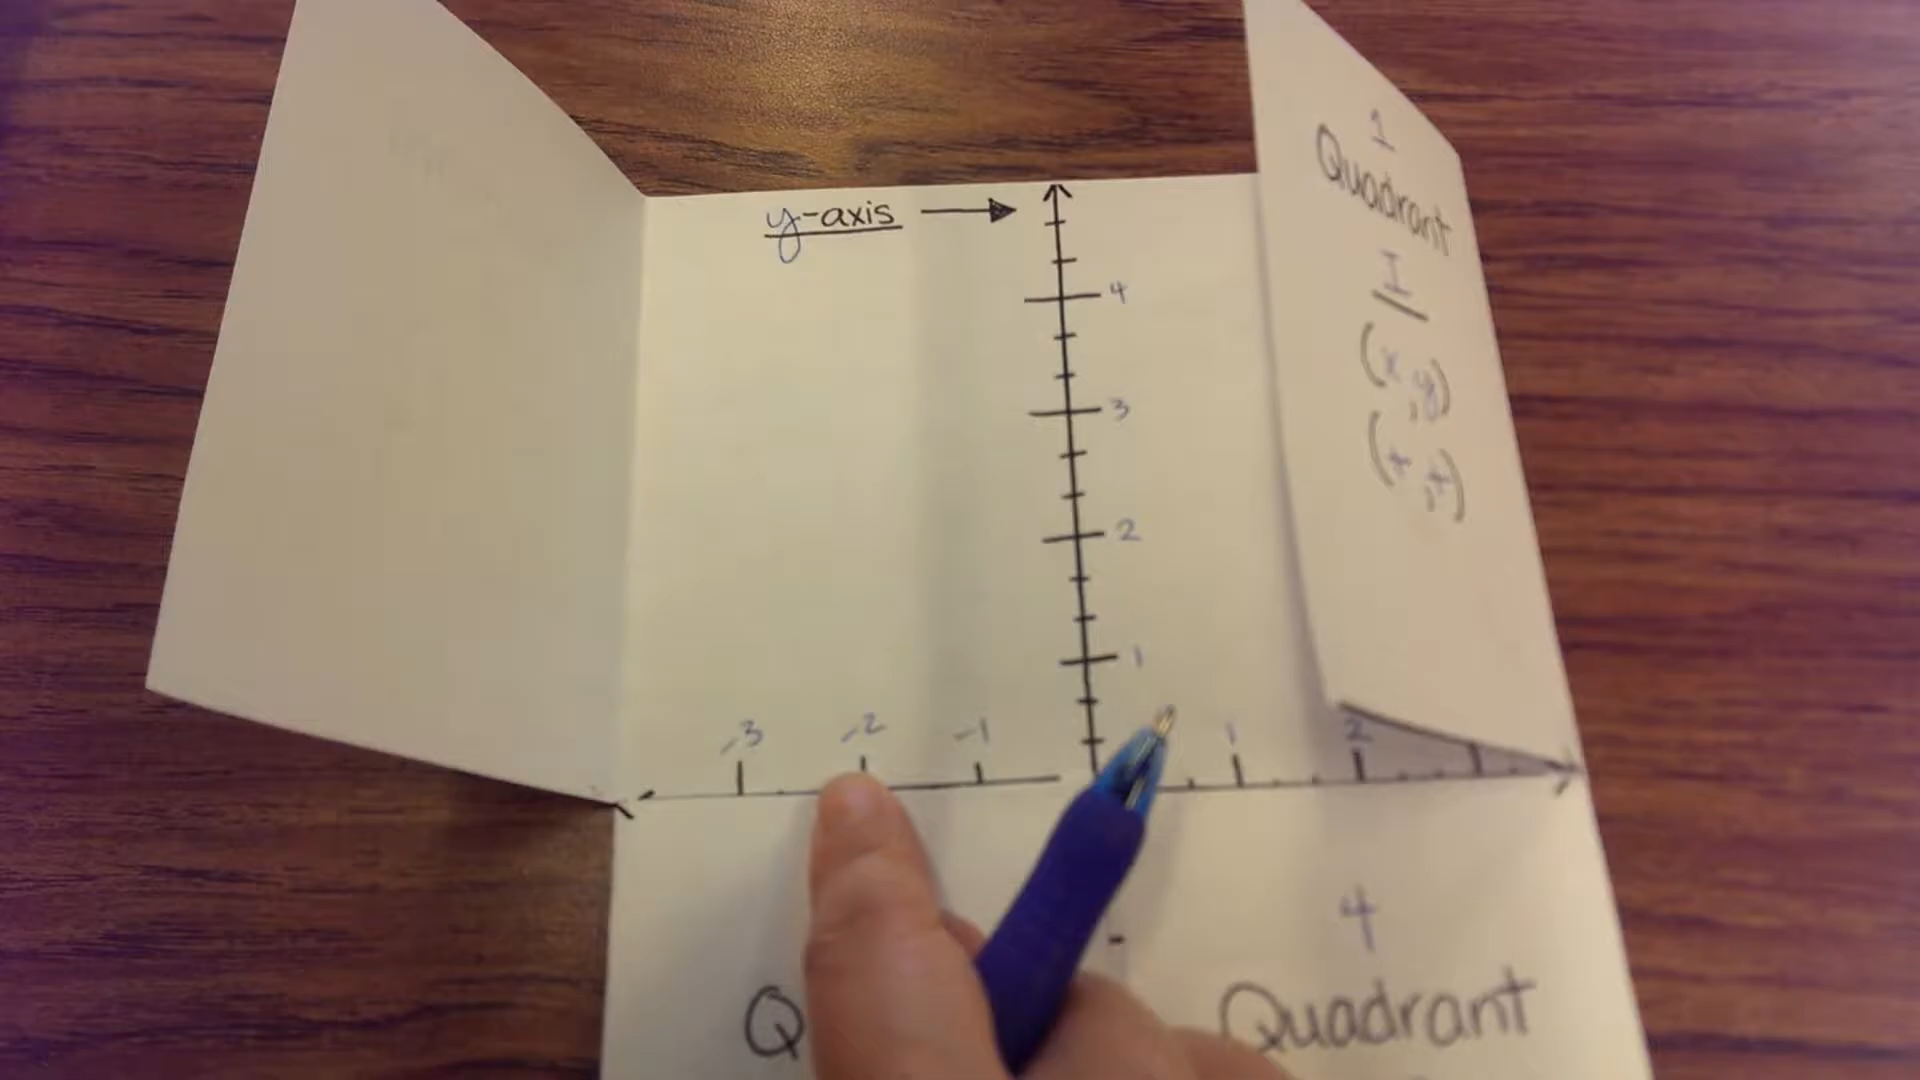 y-axis
4
3
2
1
-3 -2 -1 1 2
1
Quadrant
I
(x,y)
(+,+)
Q
4
Quadrant